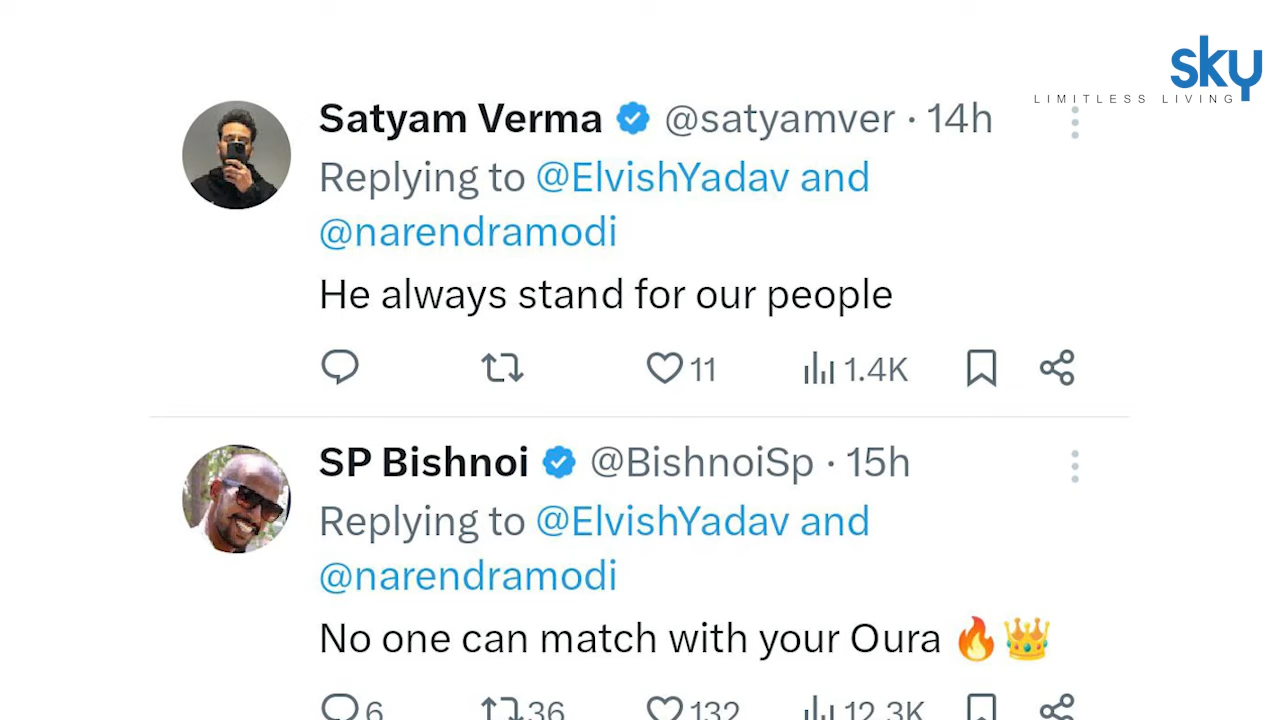 sky
LIMITLESS LIVING
Satyam Verma @satyamver · 14h
Replying to @ElvishYadav and
@narendramodi
He always stand for our people
11 1.4K
SP Bishnoi @BishnoiSp · 15h
Replying to @ElvishYadav and
@narendramodi
No one can match with your Oura 🔥👑
6 36 132 12.3K